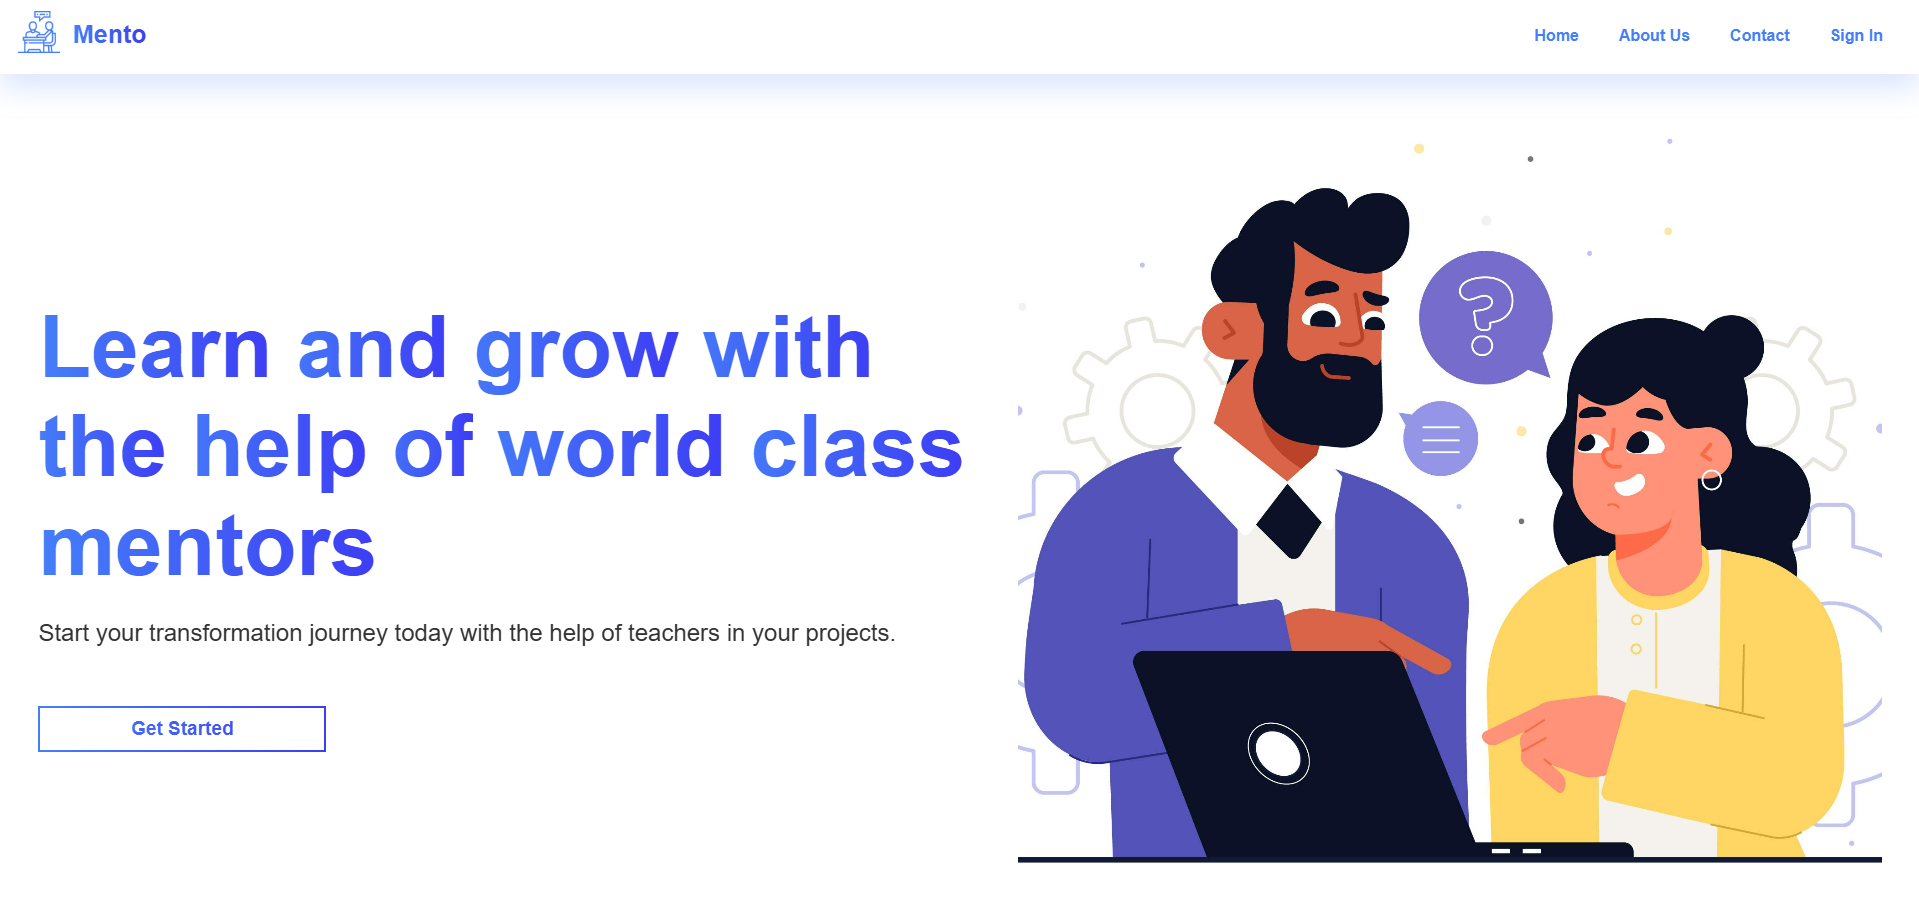 Mento
Home
About Us
Contact
Sign In
Learn and grow with
the help of world class
mentors
Start your transformation journey today with the help of teachers in your projects.
Get Started
?